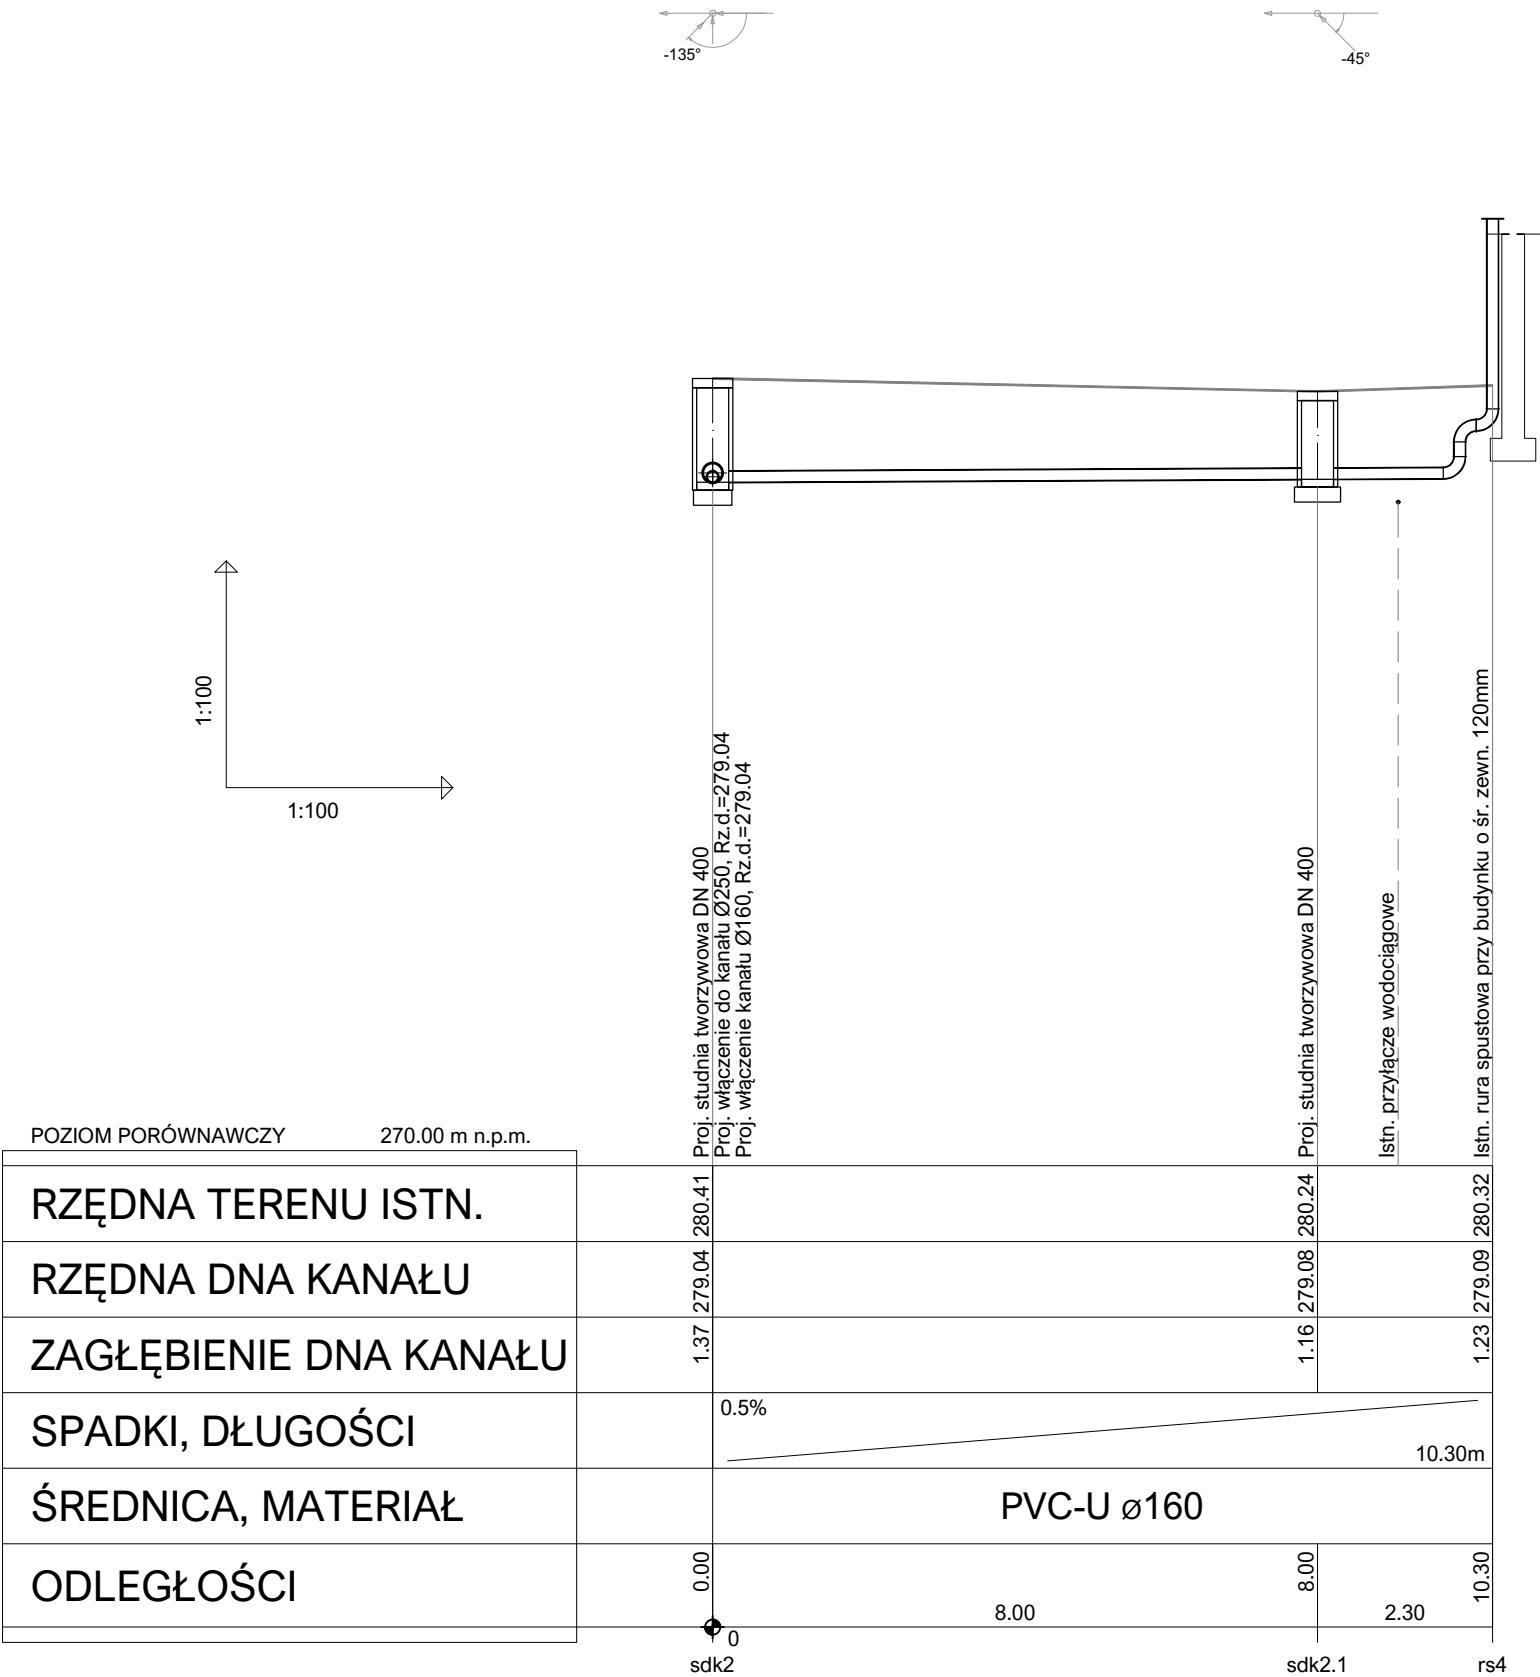 -135°
-45°
1:100
1:100
Proj. studnia tworzywowa DN 400
Proj. włączenie do kanału Ø250, Rz.d.=279.04
Proj. włączenie kanału Ø160, Rz.d.=279.04
Proj. studnia tworzywowa DN 400
Istn. przyłącze wodociągowe
Istn. rura spustowa przy budynku o śr. zewn. 120mm
POZIOM PORÓWNAWCZY 270.00 m n.p.m.
RZĘDNA TERENU ISTN. 280.41 280.24 280.32
RZĘDNA DNA KANAŁU 279.04 279.08 279.09
ZAGŁĘBIENIE DNA KANAŁU 1.37 1.16 1.23
SPADKI, DŁUGOŚCI 0.5% 10.30m
ŚREDNICA, MATERIAŁ PVC-U ø160
ODLEGŁOŚCI 0.00 8.00 10.30
8.00 2.30
0
sdk2 sdk2.1 rs4